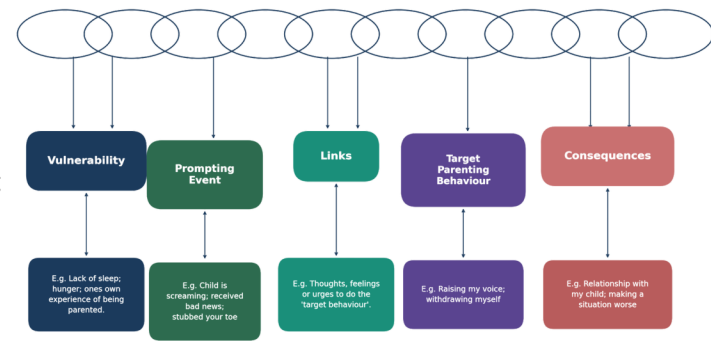 Vulnerability
Prompting
Event
Links
Target
Parenting
Behaviour
Consequences
E.g. Lack of sleep;
hunger; ones own
experience of being
parented.
E.g. Child is
screaming; received
bad news;
stubbed your toe
E.g. Thoughts, feelings
or urges to do the
'target behaviour'.
E.g. Raising my voice;
withdrawing myself
E.g. Relationship with
my child; making a
situation worse